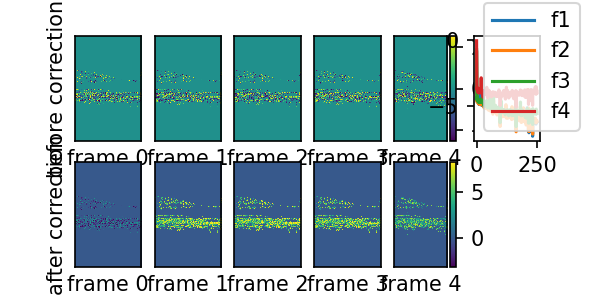 before correction
frame 0
frame 1
frame 2
frame 3
frame 4
0
−5
f1
f2
f3
f4
0
250
after correction
frame 0
frame 1
frame 2
frame 3
frame 4
5
0